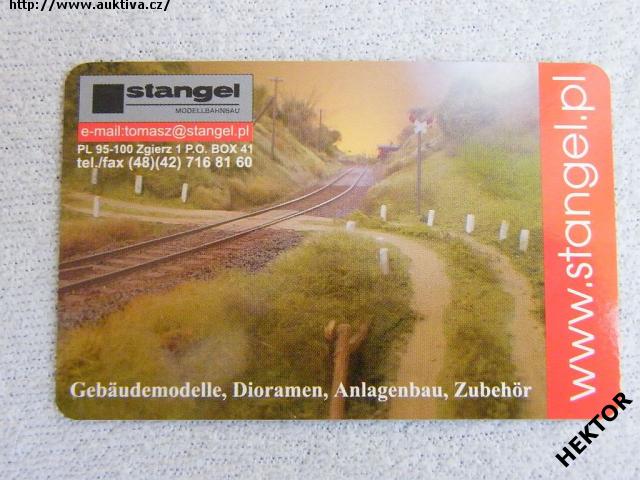 http://www.auktiva.cz/
stangel
MODELLBAHNBAU
e-mail:tomasz@stangel.pl
PL 95-100 Zgierz 1 P.O. BOX 41
tel./fax (48)(42) 716 81 60
www.stangel.pl
Gebäudemodelle, Dioramen, Anlagenbau, Zubehör
HEKTOR